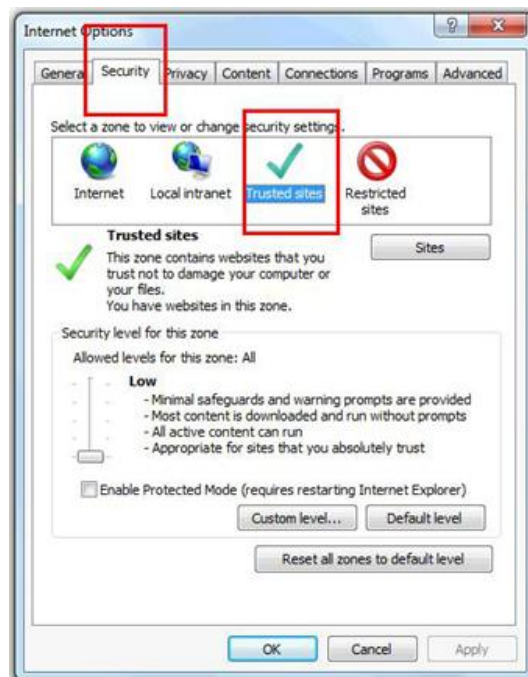 Internet Options
General Security Privacy Content Connections Programs Advanced
Select a zone to view or change security settings.
Internet Local intranet Trusted sites Restricted
sites
Trusted sites
Sites
This zone contains websites that you
trust not to damage your computer or
your files.
You have websites in this zone.
Security level for this zone
Allowed levels for this zone: All
Low
- Minimal safeguards and warning prompts are provided
- Most content is downloaded and run without prompts
- All active content can run
- Appropriate for sites that you absolutely trust
Enable Protected Mode (requires restarting Internet Explorer)
Custom level... Default level
Reset all zones to default level
OK Cancel Apply